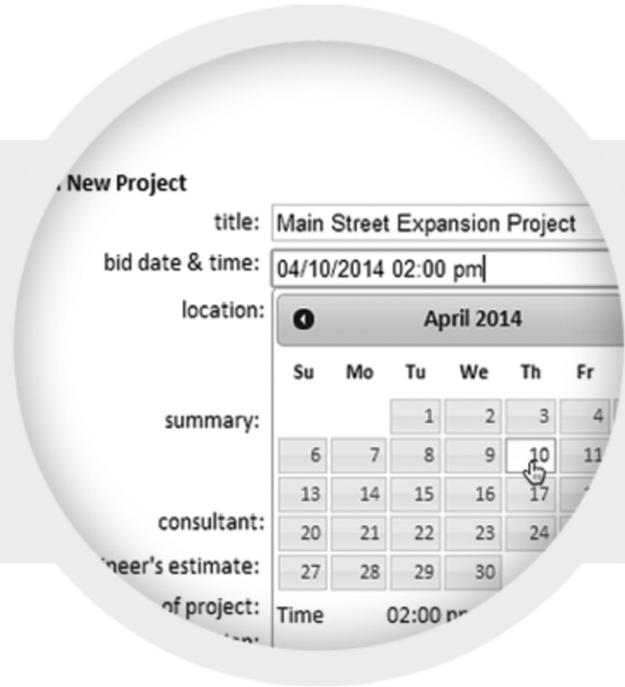 New Project
title: Main Street Expansion Project
bid date & time: 04/10/2014 02:00 pm
location:
April 2014
Su Mo Tu We Th Fr
1 2 3 4
summary:
6 7 8 9 10 11
13 14 15 16 17
consultant:
20 21 22 23 24
estimate:
27 28 29 30
of project:
Time 02:00